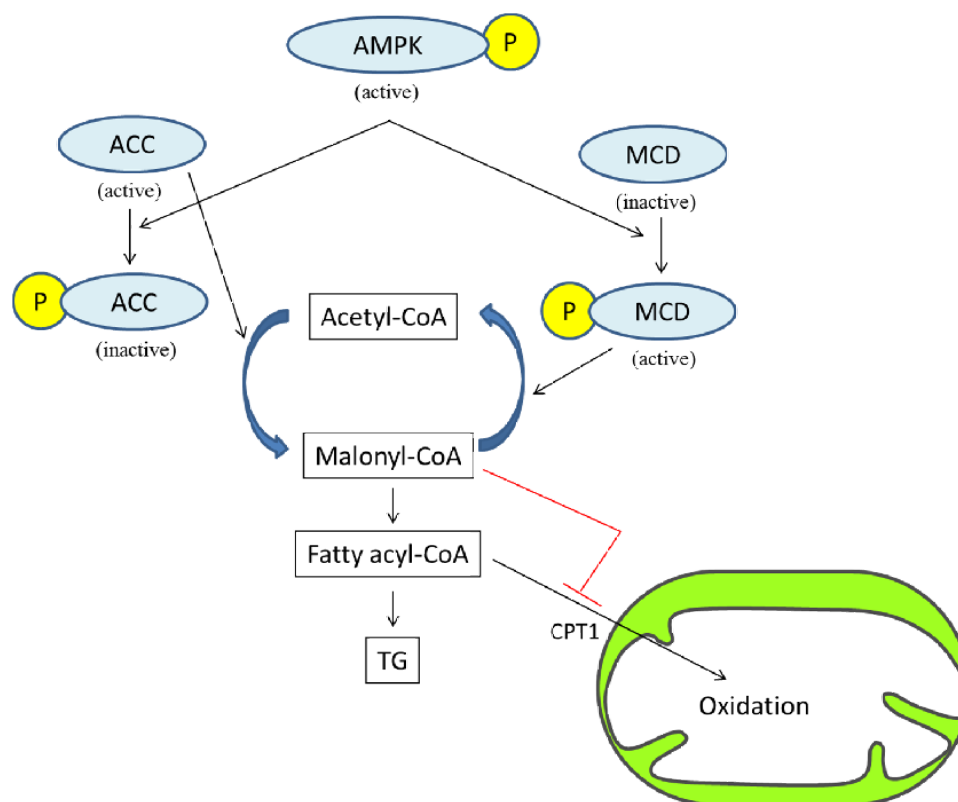 AMPK P
(active)
ACC
(active)
MCD
(inactive)
P ACC
(inactive)
P MCD
(active)
Acetyl-CoA
Malonyl-CoA
Fatty acyl-CoA
CPT1
TG
Oxidation